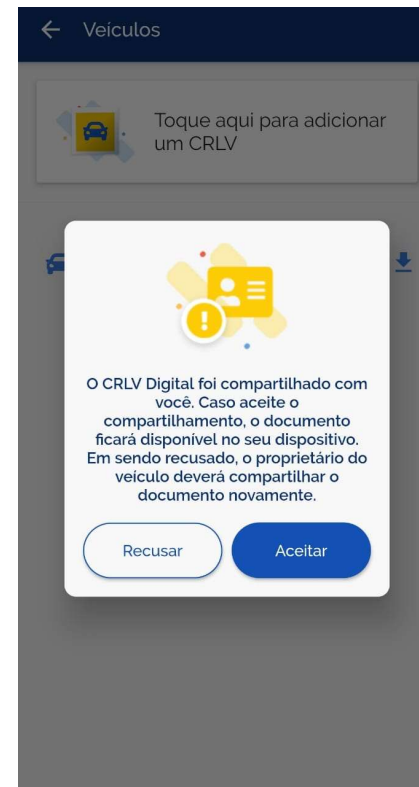 Veículos
Toque aqui para adicionar
um CRLV
O CRLV Digital foi compartilhado com
você. Caso aceite o
compartilhamento, o documento
ficará disponível no seu dispositivo.
Em sendo recusado, o proprietário do
veículo deverá compartilhar o
documento novamente.
Recusar
Aceitar